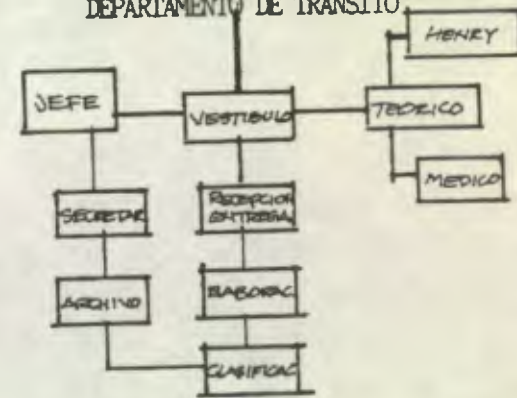 DEPARTAMENTO DE TRANSITO
HENRY
JEFE
VESTIBULO
TEORICO
MEDICO
SECRETAR
RECEPCION
ENTREGA
ARCHIVO
ELABORAC
CLASIFICAC